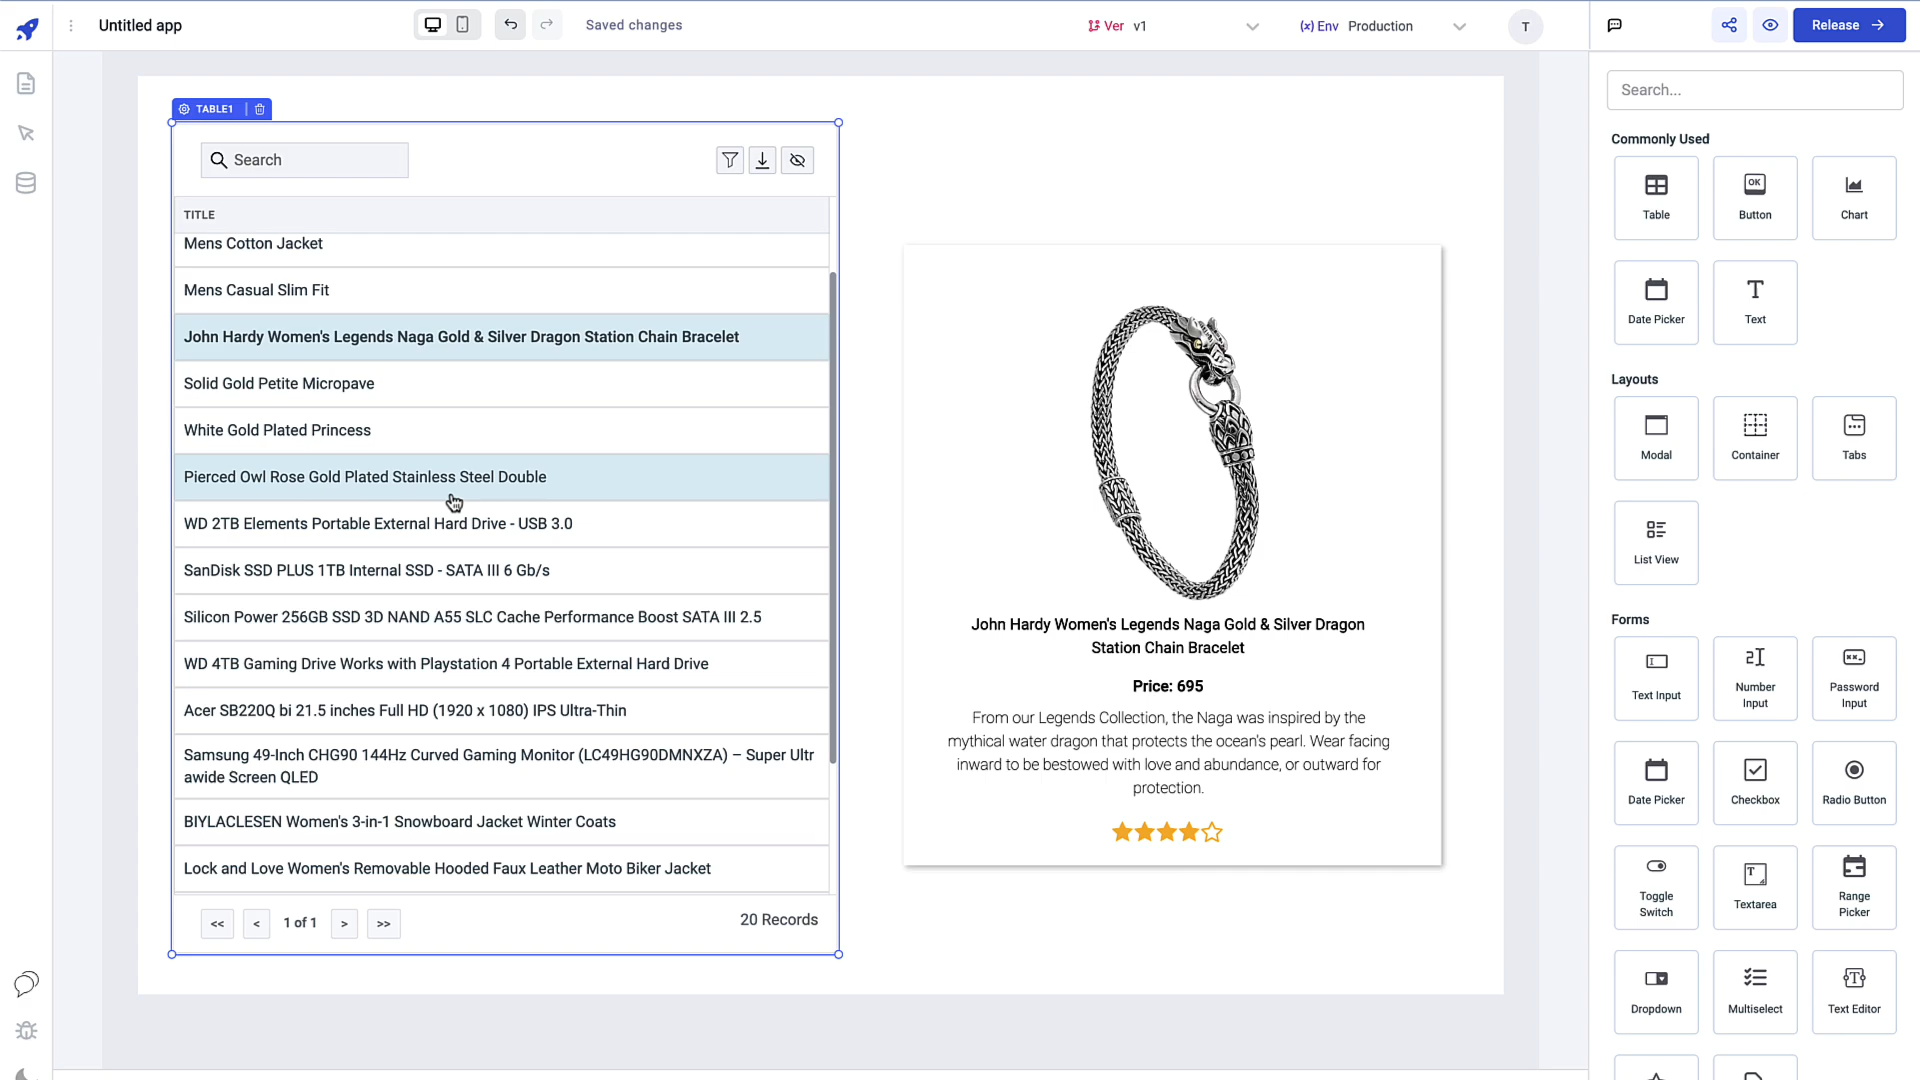 Untitled app
Saved changes
Ver v1
(x) Env Production
T
Release
TABLE1
Search
TITLE
Mens Cotton Jacket
Mens Casual Slim Fit
John Hardy Women's Legends Naga Gold & Silver Dragon Station Chain Bracelet
Solid Gold Petite Micropave
White Gold Plated Princess
Pierced Owl Rose Gold Plated Stainless Steel Double
WD 2TB Elements Portable External Hard Drive - USB 3.0
SanDisk SSD PLUS 1TB Internal SSD - SATA III 6 Gb/s
Silicon Power 256GB SSD 3D NAND A55 SLC Cache Performance Boost SATA III 2.5
WD 4TB Gaming Drive Works with Playstation 4 Portable External Hard Drive
Acer SB220Q bi 21.5 inches Full HD (1920 x 1080) IPS Ultra-Thin
Samsung 49-Inch CHG90 144Hz Curved Gaming Monitor (LC49HG90DMNXZA) – Super Ultr
awide Screen QLED
BIYLACLESEN Women's 3-in-1 Snowboard Jacket Winter Coats
Lock and Love Women's Removable Hooded Faux Leather Moto Biker Jacket
<< < 1 of 1 > >>
20 Records
John Hardy Women's Legends Naga Gold & Silver Dragon
Station Chain Bracelet
Price: 695
From our Legends Collection, the Naga was inspired by the
mythical water dragon that protects the ocean's pearl. Wear facing
inward to be bestowed with love and abundance, or outward for
protection.
Search...
Commonly Used
Table
OK
Button
Chart
Date Picker
T
Text
Layouts
Modal
Container
Tabs
List View
Forms
Text Input
Number
Input
Password
Input
Date Picker
Checkbox
Radio Button
Toggle
Switch
Textarea
Range
Picker
Dropdown
Multiselect
Text Editor